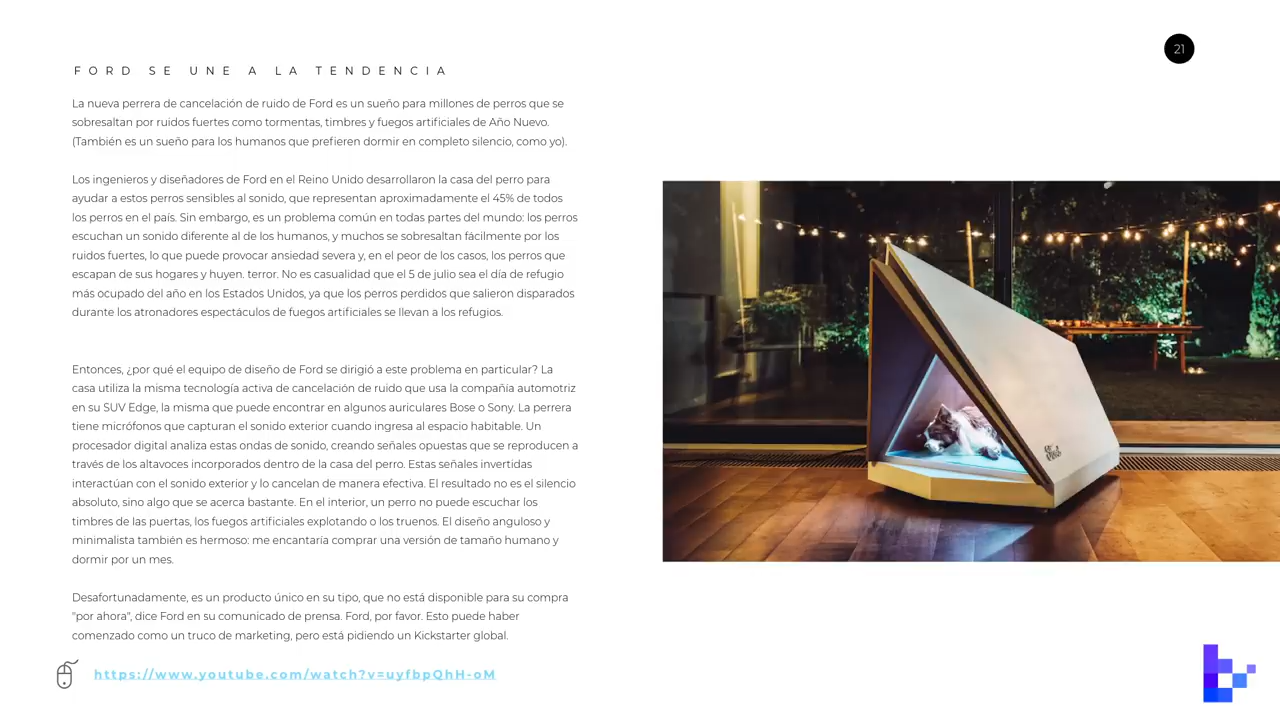 FORD SE UNE A LA TENDENCIA
21
La nueva perrera de cancelación de ruido de Ford es un sueño para millones de perros que se
sobresaltan por ruidos fuertes como tormentas, timbres y fuegos artificiales de Año Nuevo.
(También es un sueño para los humanos que prefieren dormir en completo silencio, como yo).
Los ingenieros y diseñadores de Ford en el Reino Unido desarrollaron la casa del perro para
ayudar a estos perros sensibles al sonido, que representan aproximadamente el 45% de todos
los perros en el país. Sin embargo, es un problema común en todas partes del mundo: los perros
escuchan un sonido diferente al de los humanos, y muchos se sobresaltan fácilmente por los
ruidos fuertes, lo que puede provocar ansiedad severa y, en el peor de los casos, los perros que
escapan de sus hogares y huyen. terror. No es casualidad que el 5 de julio sea el día de refugio
más ocupado del año en los Estados Unidos, ya que los perros perdidos que salieron disparados
durante los atronadores espectáculos de fuegos artificiales se llevan a los refugios.
Entonces, ¿por qué el equipo de diseño de Ford se dirigió a este problema en particular? La
casa utiliza la misma tecnología activa de cancelación de ruido que usa la compañía automotriz
en su SUV Edge, la misma que puede encontrar en algunos auriculares Bose o Sony. La perrera
tiene micrófonos que capturan el sonido exterior cuando ingresa al espacio habitable. Un
procesador digital analiza estas ondas de sonido, creando señales opuestas que se reproducen a
través de los altavoces incorporados dentro de la casa del perro. Estas señales invertidas
interactúan con el sonido exterior y lo cancelan de manera efectiva. El resultado no es el silencio
absoluto, sino algo que se acerca bastante. En el interior, un perro no puede escuchar los
timbres de las puertas, los fuegos artificiales explotando o los truenos. El diseño anguloso y
minimalista también es hermoso: me encantaría comprar una versión de tamaño humano y
dormir por un mes.
Desafortunadamente, es un producto único en su tipo, que no está disponible para su compra
"por ahora", dice Ford en su comunicado de prensa. Ford, por favor. Esto puede haber
comenzado como un truco de marketing, pero está pidiendo un Kickstarter global.
https://www.youtube.com/watch?v=uyfbpQhH-oM